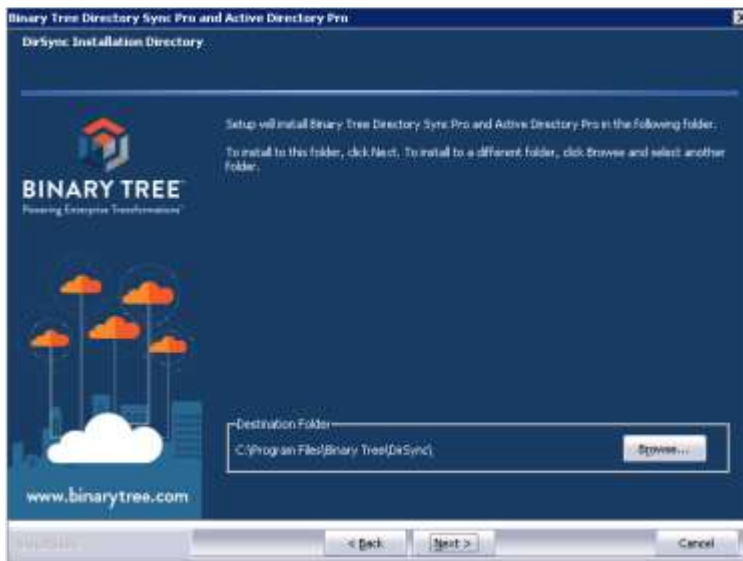 Binary Tree Directory Sync Pro and Active Directory Pro
DirSync Installation Directory
Setup will install Binary Tree Directory Sync Pro and Active Directory Pro in the following folder.
To install to this folder, click Next. To install to a different folder, click Browse and select another
folder.
BINARY TREE
Powering Enterprise Transformations
Destination Folder
C:\Program Files\Binary Tree\DirSync\
Browse...
www.binarytree.com
< Back
Next >
Cancel